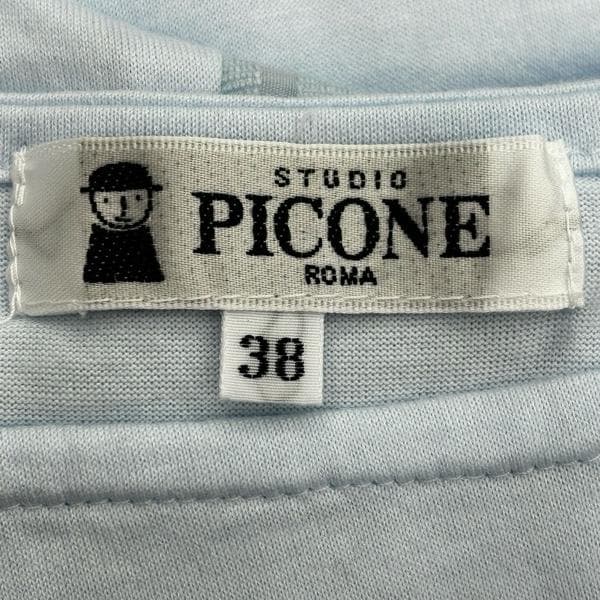 STUDIO
PICONE
ROMA
38